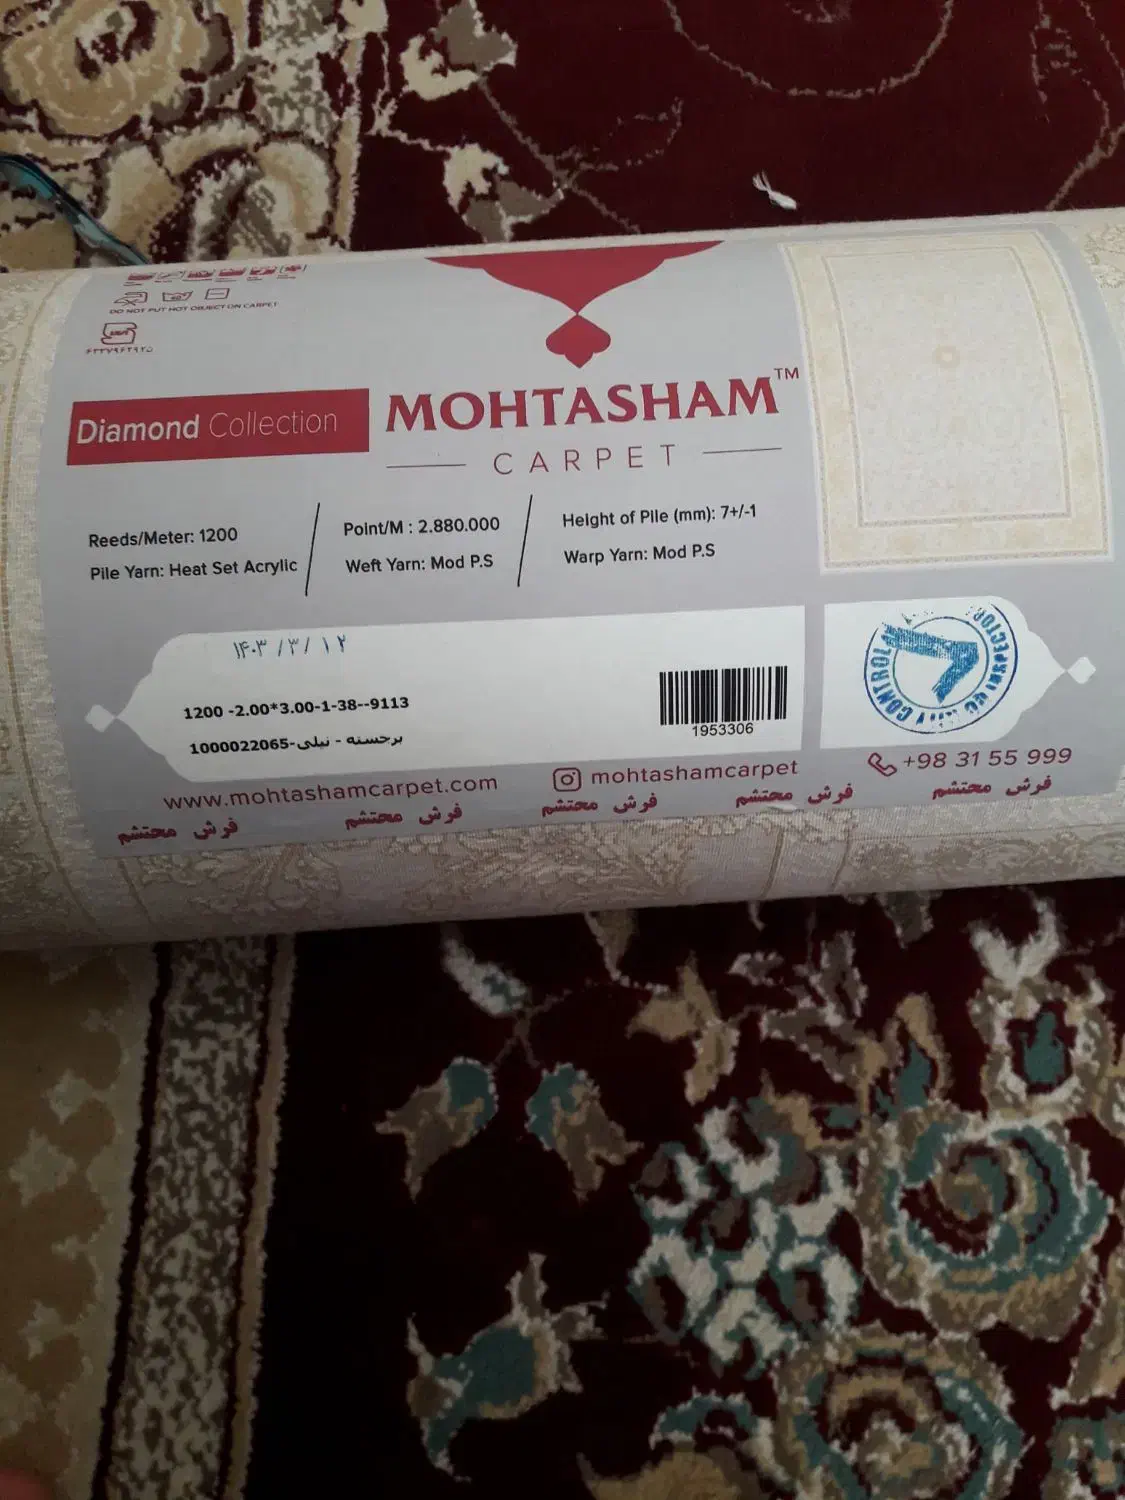 DO NOT PUT HOT OBJECT ON CARPET
۶۲۲۷۹۶۲۹۲۵
Diamond Collection
MOHTASHAM™
CARPET
Reeds/Meter: 1200
Point/M : 2.880.000
Height of Pile (mm): 7+/-1
Pile Yarn: Heat Set Acrylic
Weft Yarn: Mod P.S
Warp Yarn: Mod P.S
۱۴۰۳/۳/۱۲
1200 -2.00*3.00-1-38--9113
برجسته - نیلی-1000022065
1953306
CONTROL
www.mohtashamcarpet.com
mohtashamcarpet
+98 31 55 999
فرش محتشم فرش محتشم فرش محتشم فرش محتشم فرش محتشم